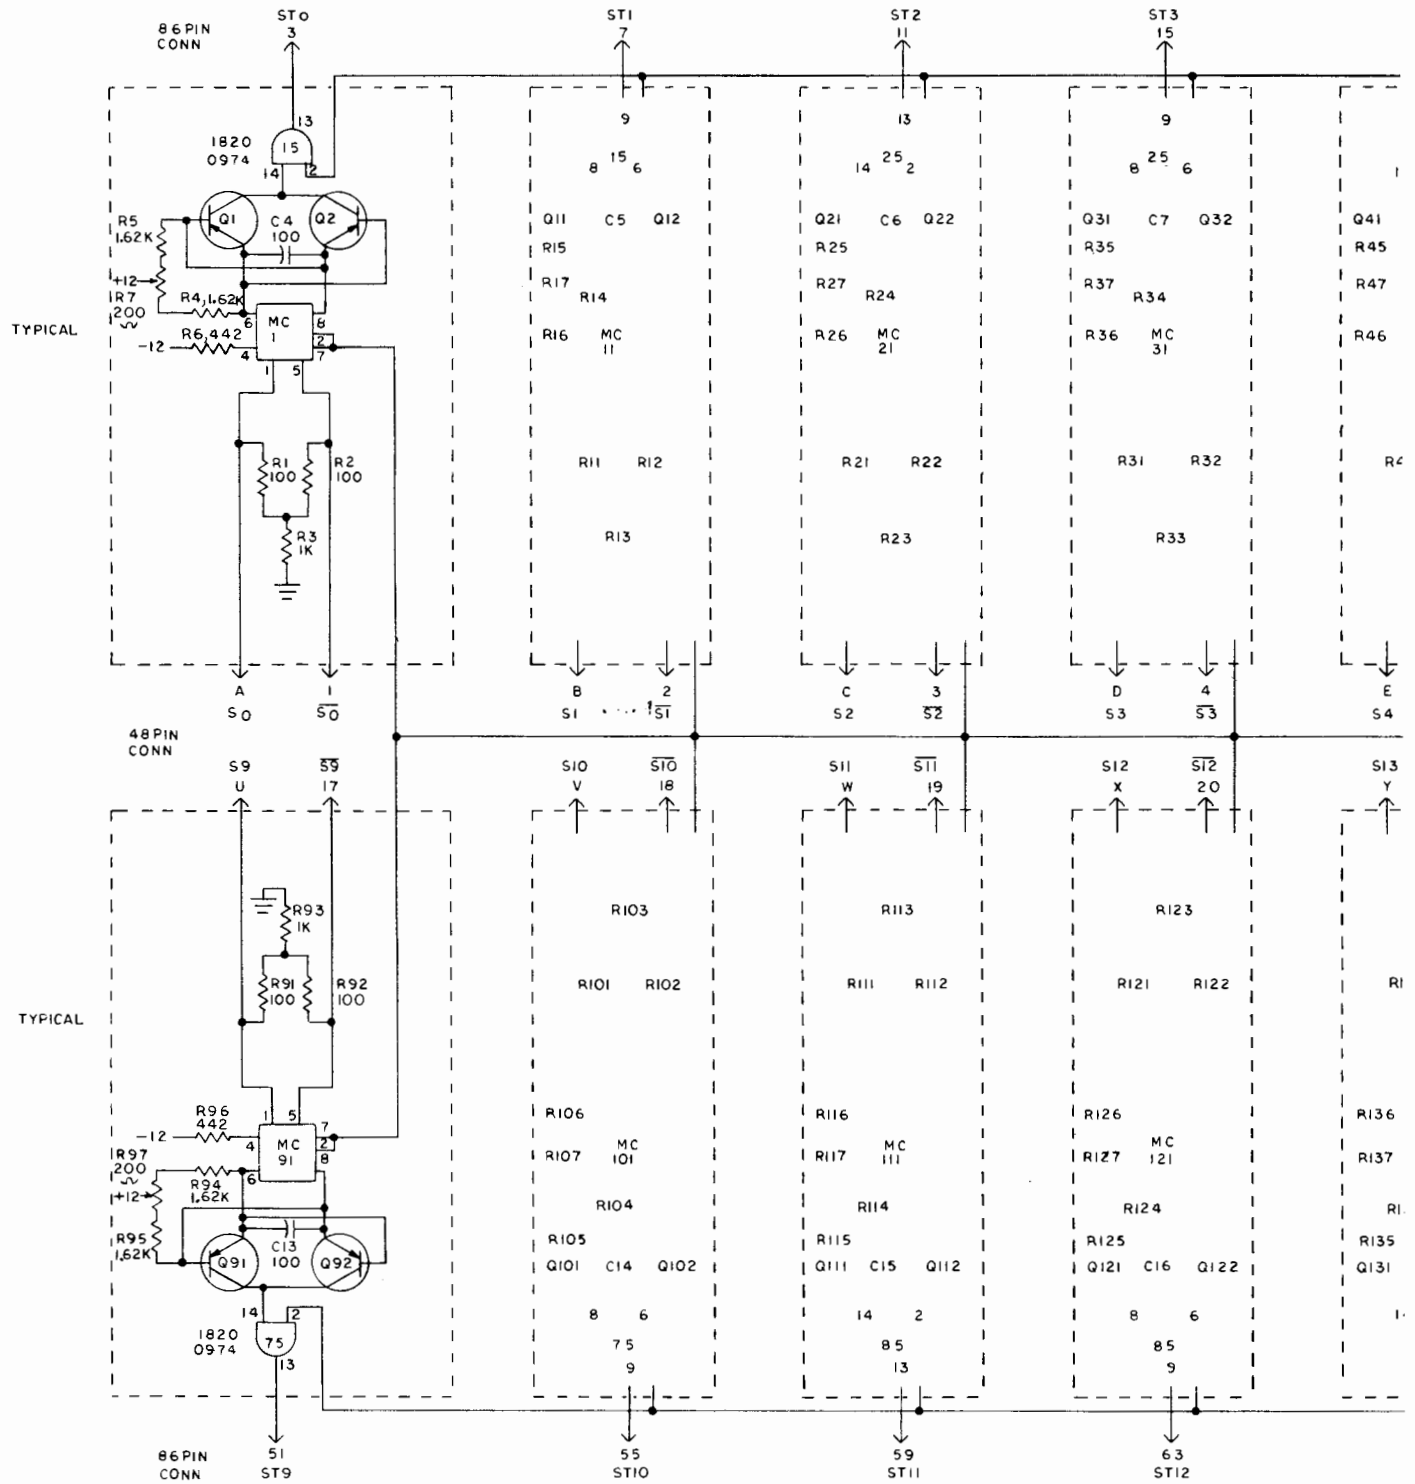 86 PIN
CONN
ST0
3
ST1
7
ST2
11
ST3
15
TYPICAL
13
1820
0974
15
14
2
Q1
C4
100
Q2
R5
1.62K
+12
R7
200
R4, 1.62K
R6, 442
-12
MC
1
6
8
2
7
4
1
5
R1
100
R2
100
R3
1K
A
S0
1
S̅0̅
9
15
8
6
Q11
C5
Q12
R15
R17
R14
R16
MC
11
R11
R12
R13
B
S1
2
S̅1̅
13
25
14
2
Q21
C6
Q22
R25
R27
R24
R26
MC
21
R21
R22
R23
C
S2
3
S̅2̅
9
25
8
6
Q31
C7
Q32
R35
R37
R34
R36
MC
31
R31
R32
R33
D
S3
4
S̅3̅
Q41
R45
R47
R46
E
S4
48 PIN
CONN
S9
U
S̅9̅
17
S10
V
S̅1̅0̅
18
S11
W
S̅1̅1̅
19
S12
X
S̅1̅2̅
20
S13
Y
TYPICAL
R93
1K
R91
100
R92
100
1
5
R96
442
-12
4
MC
91
7
2
8
6
R97
200
+12
R94
1.62K
R95
1.62K
C13
100
Q91
Q92
14
2
1820
0974
75
13
R103
R101
R102
R106
R107
MC
101
R104
R105
Q101
C14
Q102
8
6
75
9
R113
R111
R112
R116
R117
MC
111
R114
R115
Q111
C15
Q112
14
2
85
13
R123
R121
R122
R126
R127
MC
121
R124
R125
Q121
C16
Q122
8
6
85
9
R136
R137
R135
Q131
86 PIN
CONN
51
ST9
55
ST10
59
ST11
63
ST12